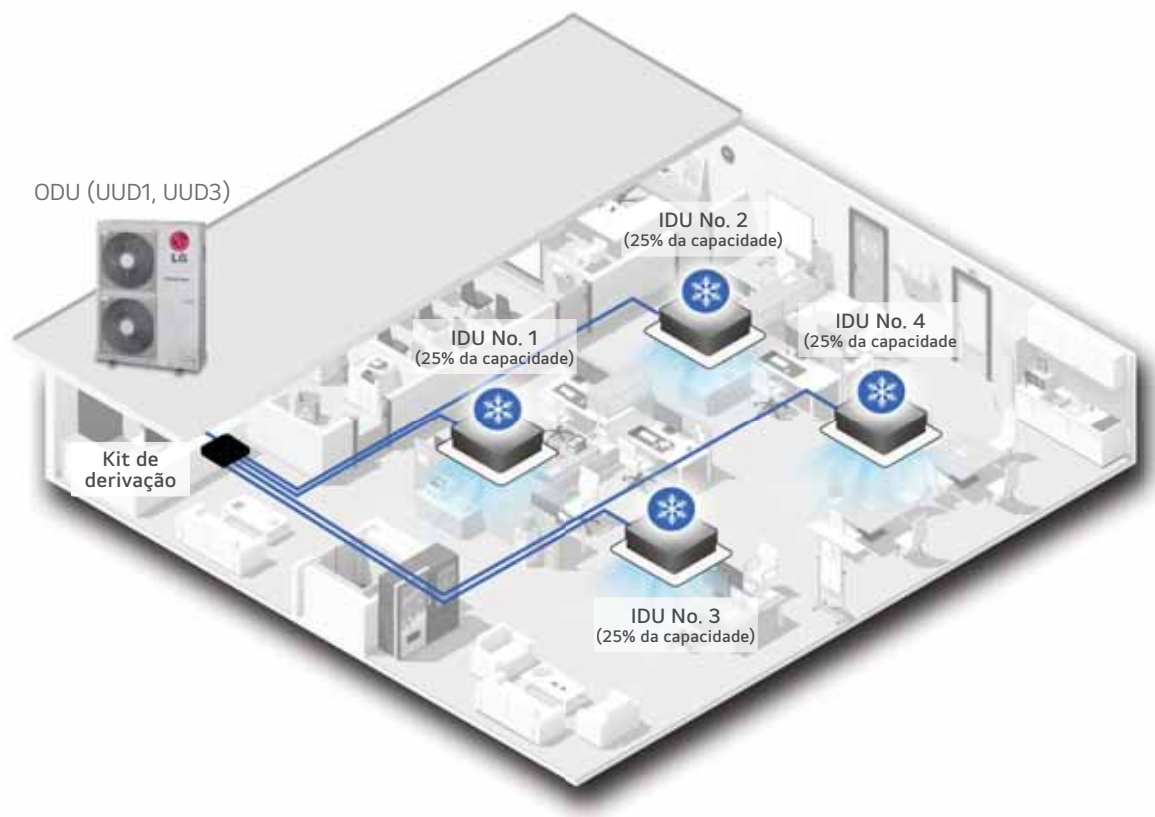 ODU (UUD1, UUD3)
LG
IDU No. 2
(25% da capacidade)
IDU No. 1
(25% da capacidade)
IDU No. 4
(25% da capacidade
Kit de
derivação
IDU No. 3
(25% da capacidade)